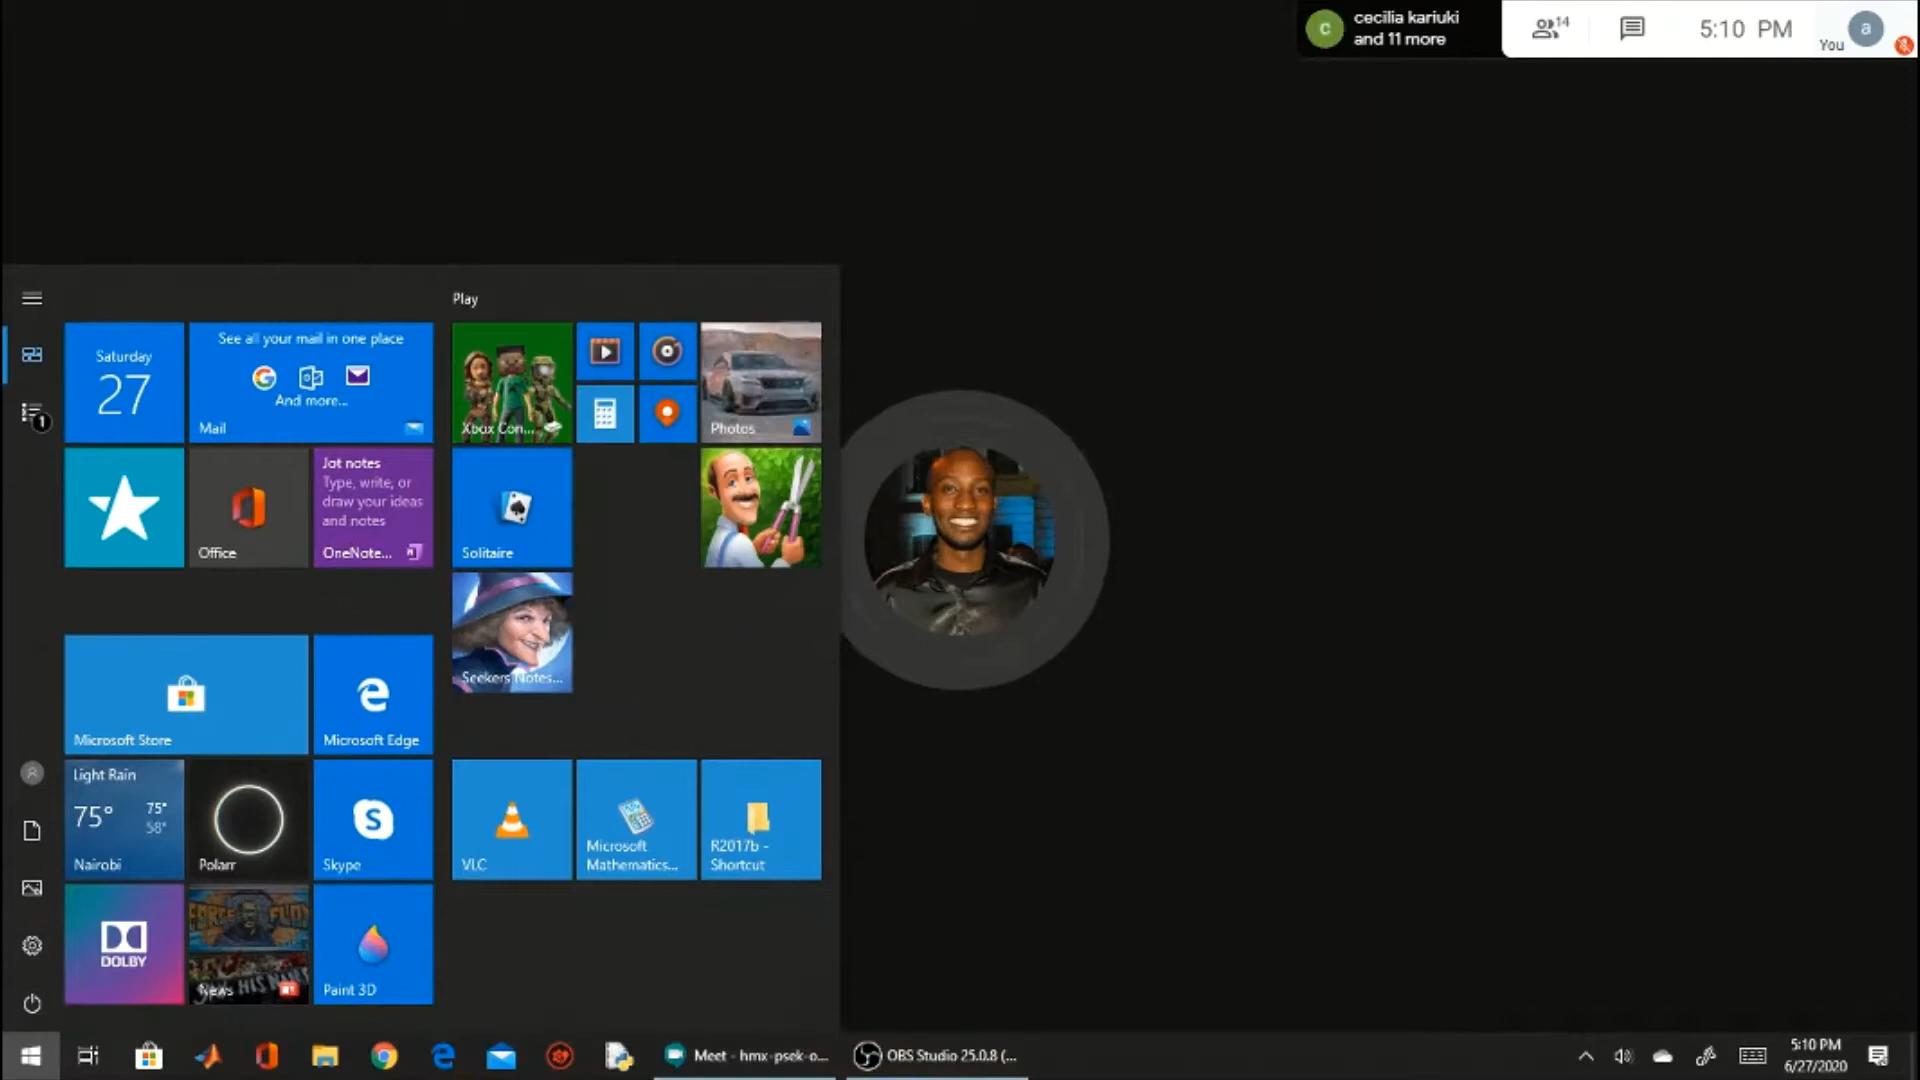 cecilia kariuki
and 11 more
14
5:10 PM
You
a
c
Play
Saturday
27
See all your mail in one place
And more...
Mail
Xbox Con...
Photos
1
Office
Jot notes
Type, write, or
draw your ideas
and notes
OneNote...
Solitaire
Seekers Notes...
Microsoft Store
Microsoft Edge
Light Rain
75°
75°
58°
Nairobi
Polarr
Skype
VLC
Microsoft
Mathematics...
R2017b -
Shortcut
DOLBY
HIS NAME
News
Paint 3D
Meet - hmx-psek-o...
OBS Studio 25.0.8 (...
5:10 PM
6/27/2020